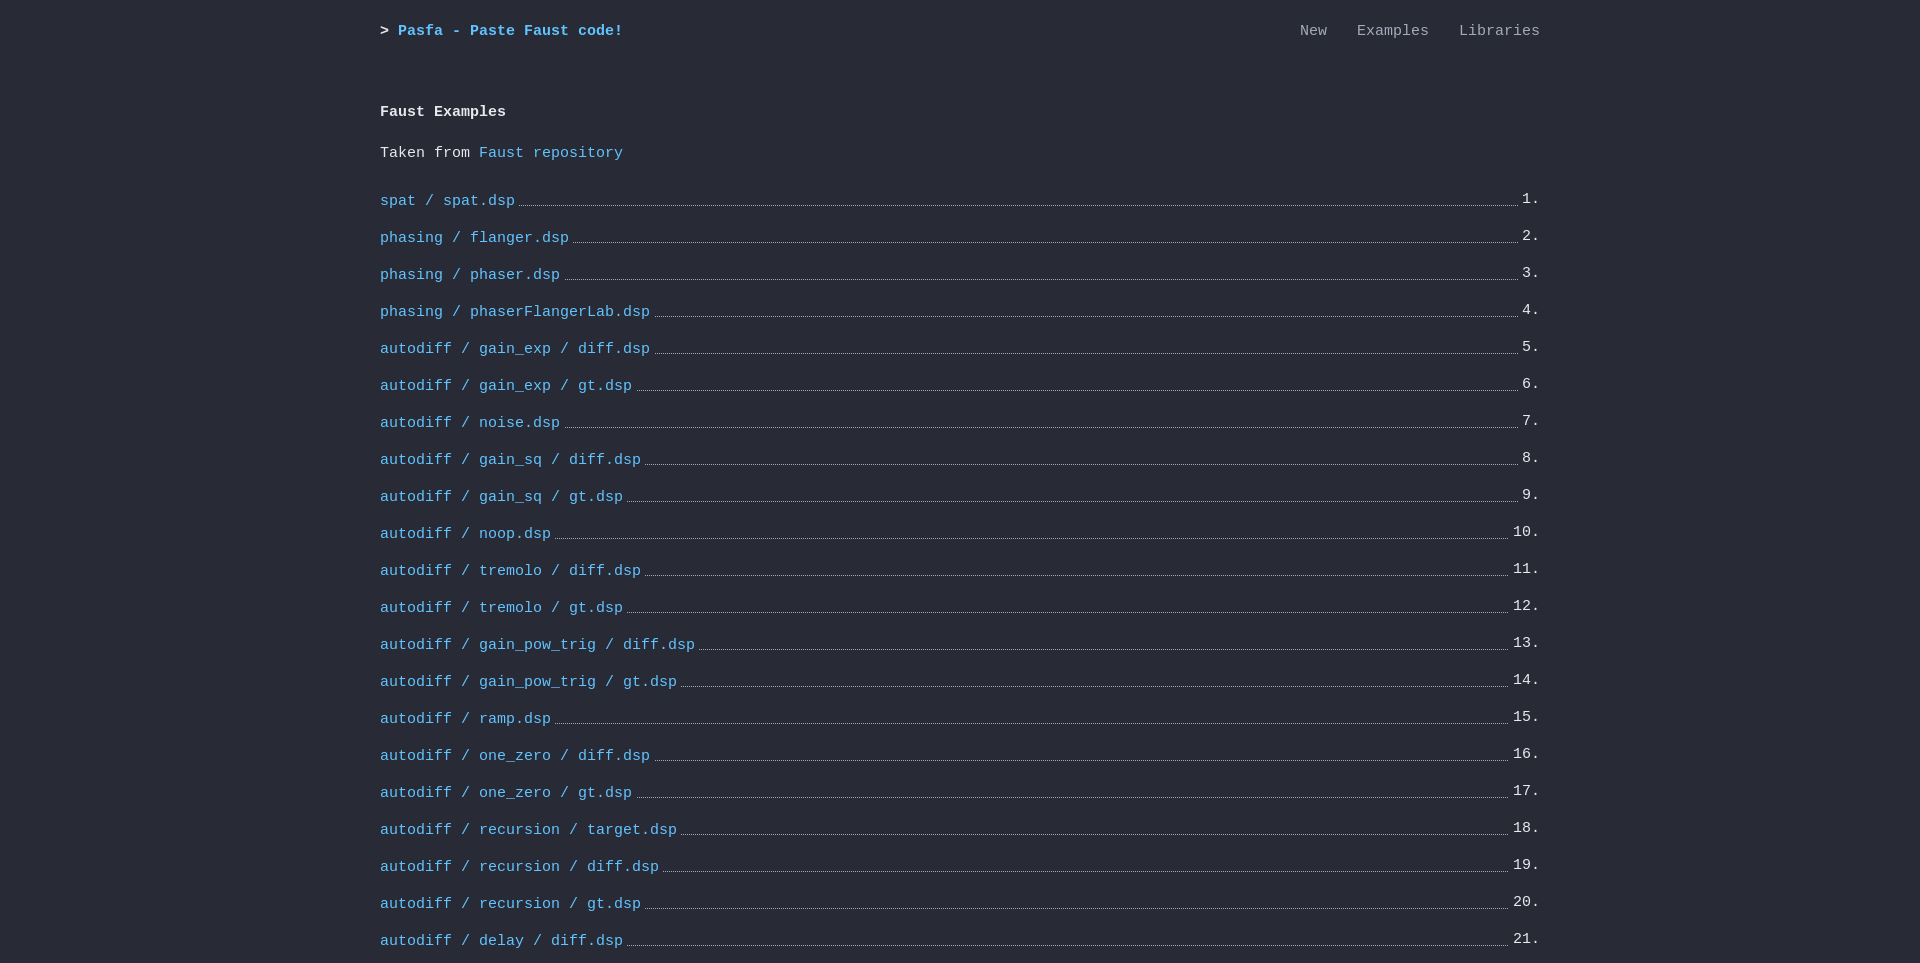 > Pasfa - Paste Faust code! New Examples Libraries
Faust Examples
Taken from Faust repository
spat / spat.dsp 1.
phasing / flanger.dsp 2.
phasing / phaser.dsp 3.
phasing / phaserFlangerLab.dsp 4.
autodiff / gain_exp / diff.dsp 5.
autodiff / gain_exp / gt.dsp 6.
autodiff / noise.dsp 7.
autodiff / gain_sq / diff.dsp 8.
autodiff / gain_sq / gt.dsp 9.
autodiff / noop.dsp 10.
autodiff / tremolo / diff.dsp 11.
autodiff / tremolo / gt.dsp 12.
autodiff / gain_pow_trig / diff.dsp 13.
autodiff / gain_pow_trig / gt.dsp 14.
autodiff / ramp.dsp 15.
autodiff / one_zero / diff.dsp 16.
autodiff / one_zero / gt.dsp 17.
autodiff / recursion / target.dsp 18.
autodiff / recursion / diff.dsp 19.
autodiff / recursion / gt.dsp 20.
autodiff / delay / diff.dsp 21.